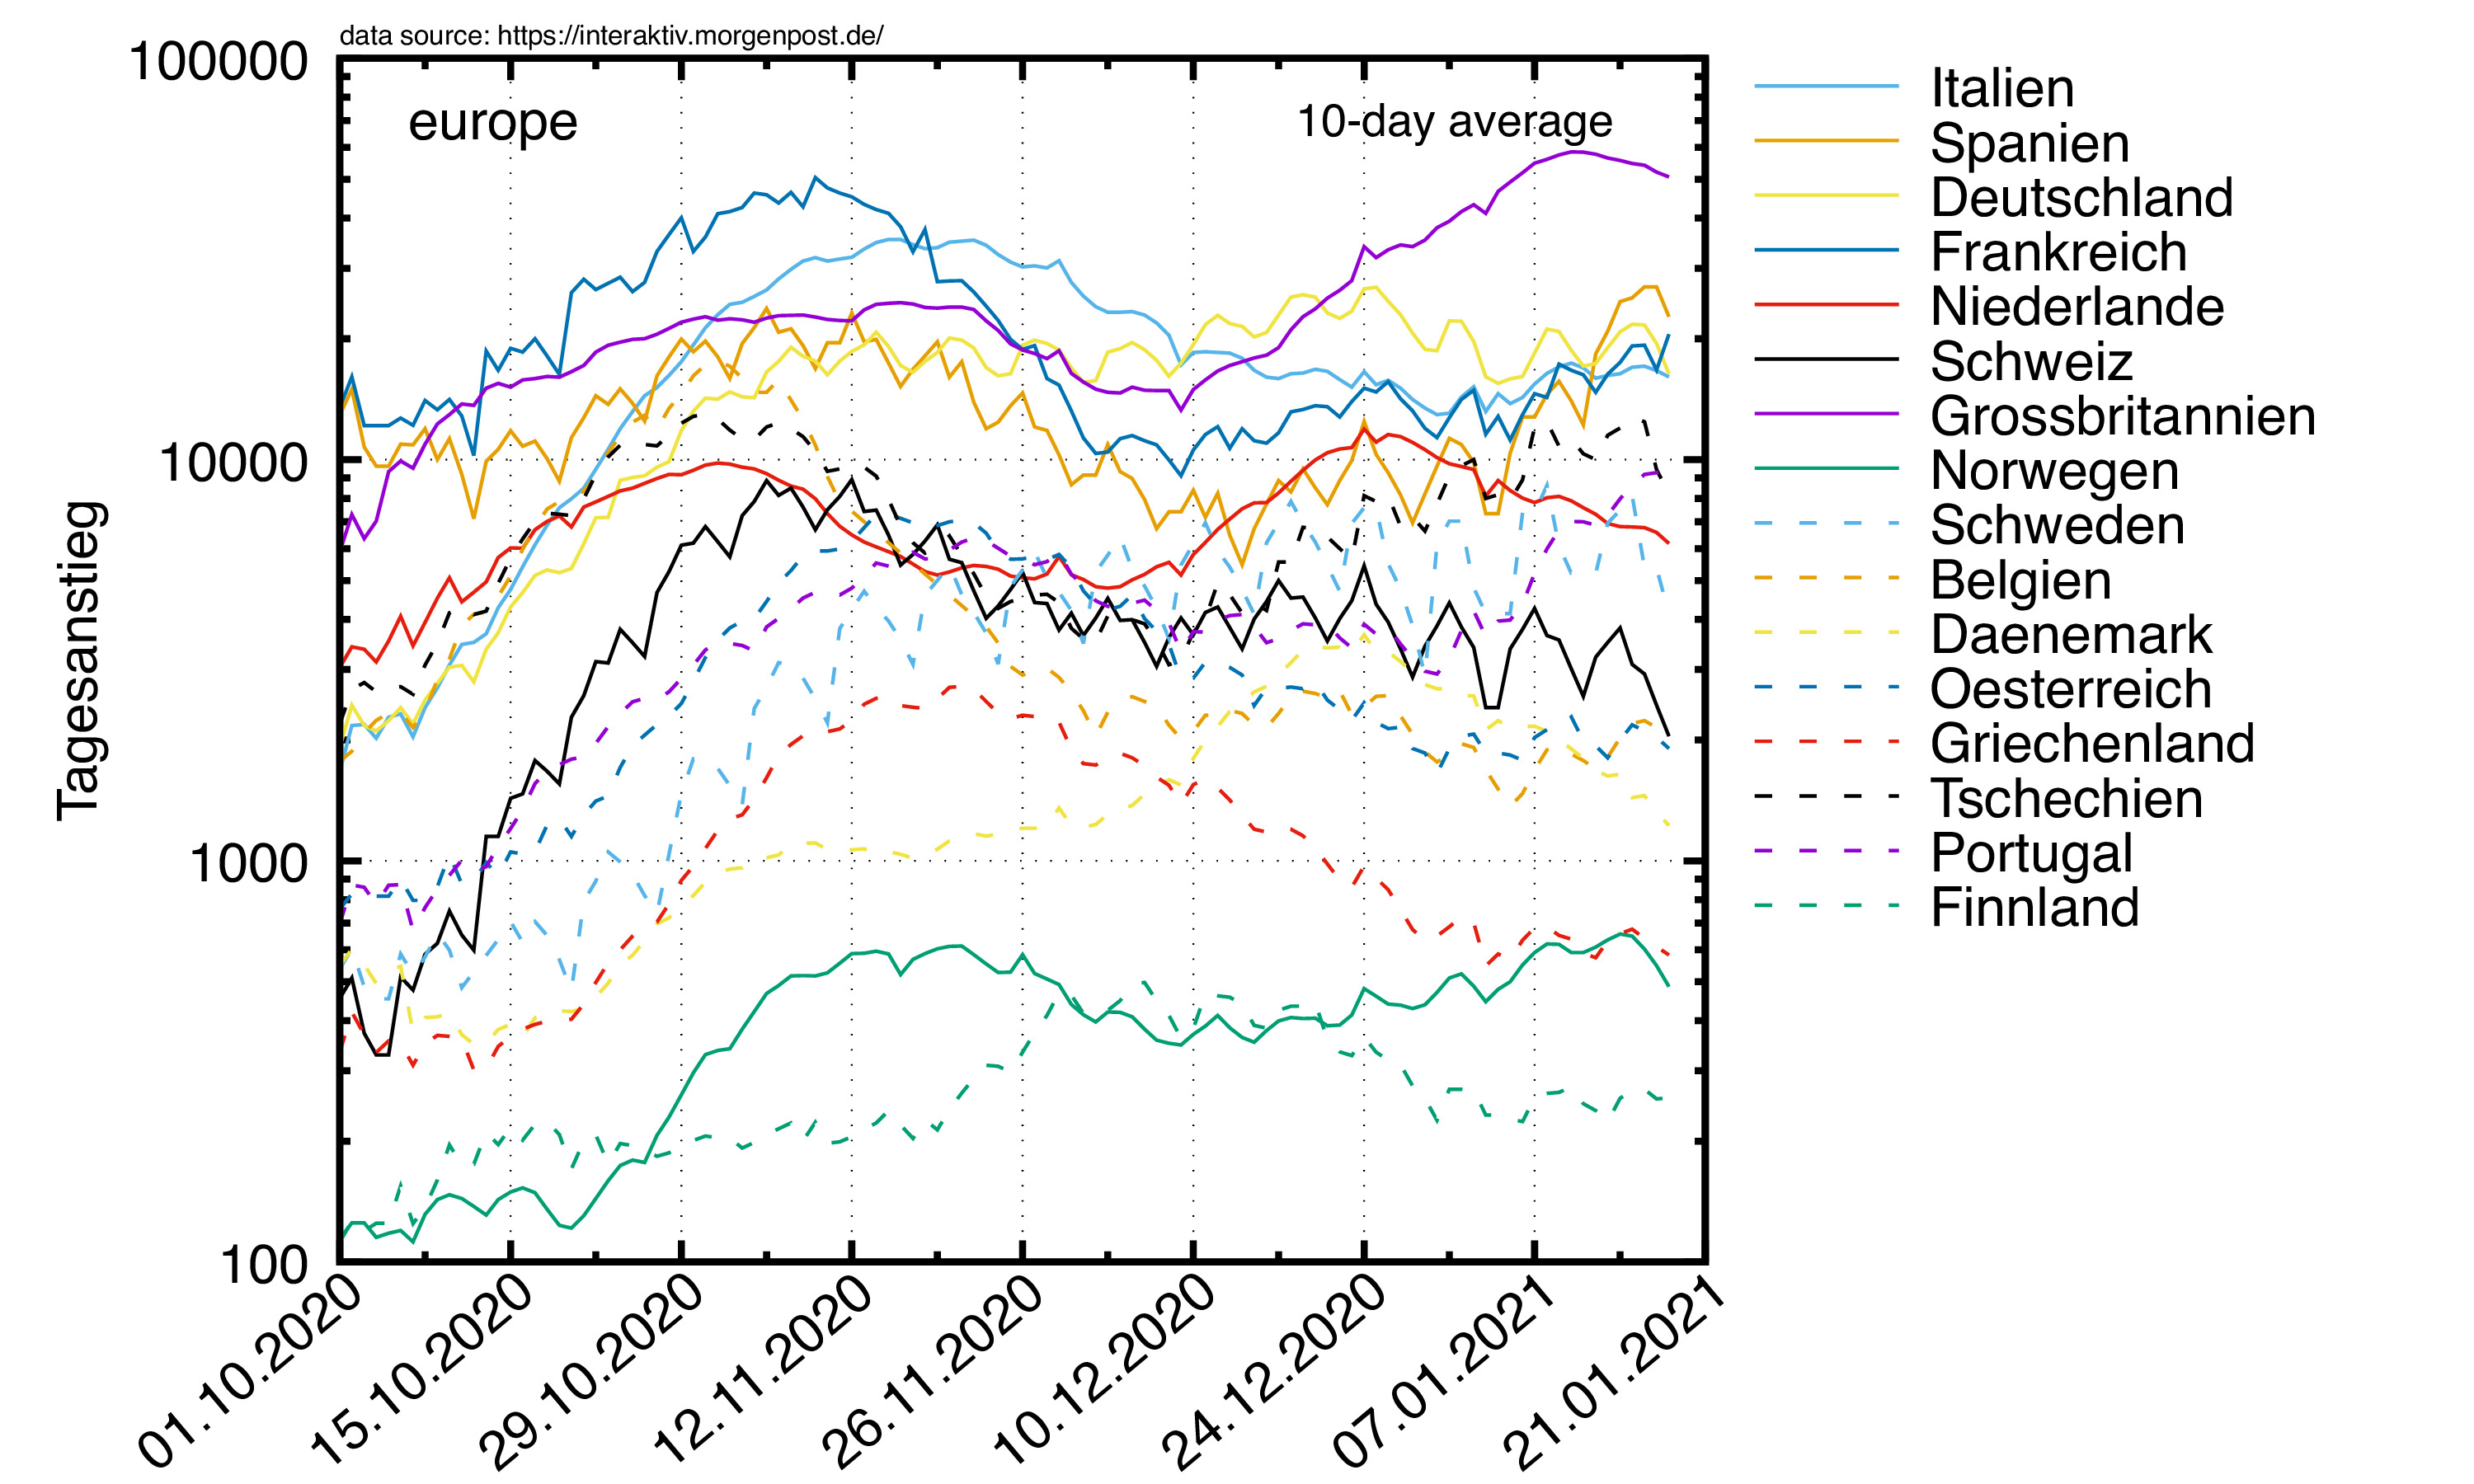 data source: https://interaktiv.morgenpost.de/
europe
10-day average
Tagesanstieg
100000
10000
1000
100
01.10.2020
15.10.2020
29.10.2020
12.11.2020
26.11.2020
10.12.2020
24.12.2020
07.01.2021
21.01.2021
Italien
Spanien
Deutschland
Frankreich
Niederlande
Schweiz
Grossbritannien
Norwegen
Schweden
Belgien
Daenemark
Oesterreich
Griechenland
Tschechien
Portugal
Finnland